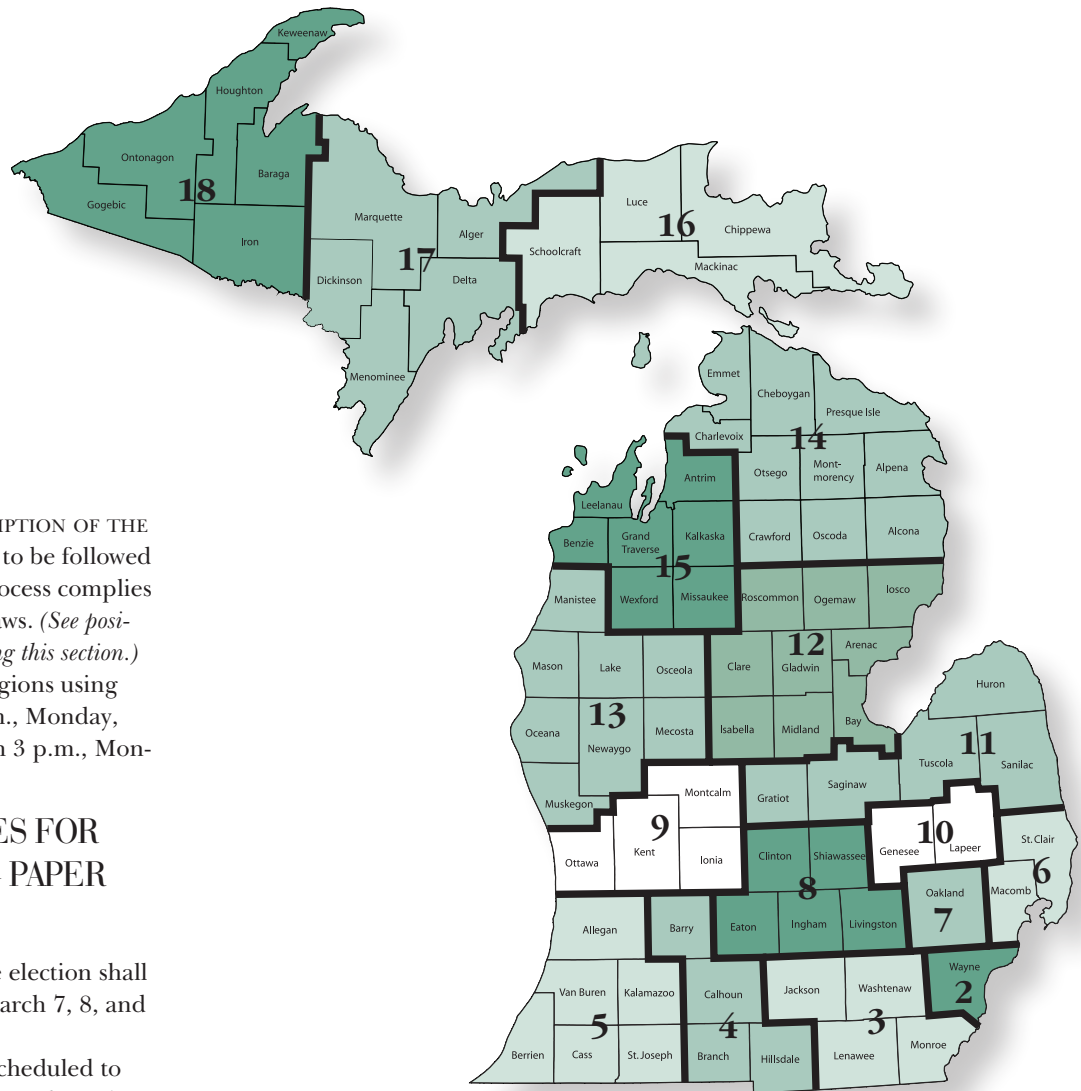 Keweenaw
Houghton
Ontonagon
Baraga
18
Gogebic
Iron
Marquette
Alger
17
Dickinson
Delta
Menominee
Luce
16
Chippewa
Schoolcraft
Mackinac
Emmet
Cheboygan
Presque Isle
Charlevoix
14
Otsego
Mont-
morency
Alpena
Crawford
Oscoda
Alcona
Antrim
Leelanau
Benzie
Grand
Traverse
Kalkaska
15
Wexford
Missaukee
Manistee
Roscommon
Ogemaw
Iosco
12
Arenac
Clare
Gladwin
Isabella
Midland
Bay
Mason
Lake
Osceola
13
Oceana
Newaygo
Mecosta
Muskegon
Huron
11
Tuscola
Sanilac
Gratiot
Saginaw
Montcalm
9
Ottawa
Kent
Ionia
10
Genesee
Lapeer
St. Clair
6
Macomb
Clinton
Shiawassee
8
Eaton
Ingham
Livingston
Oakland
7
Wayne
2
Allegan
Barry
Van Buren
Kalamazoo
5
Berrien
Cass
St. Joseph
Calhoun
4
Branch
Hillsdale
Jackson
Washtenaw
3
Lenawee
Monroe
IPTION OF THE
to be followed
ocess complies
aws. (See posi-
ng this section.)
gions using
n., Monday,
n 3 p.m., Mon-
ES FOR
PAPER
e election shall
arch 7, 8, and
cheduled to